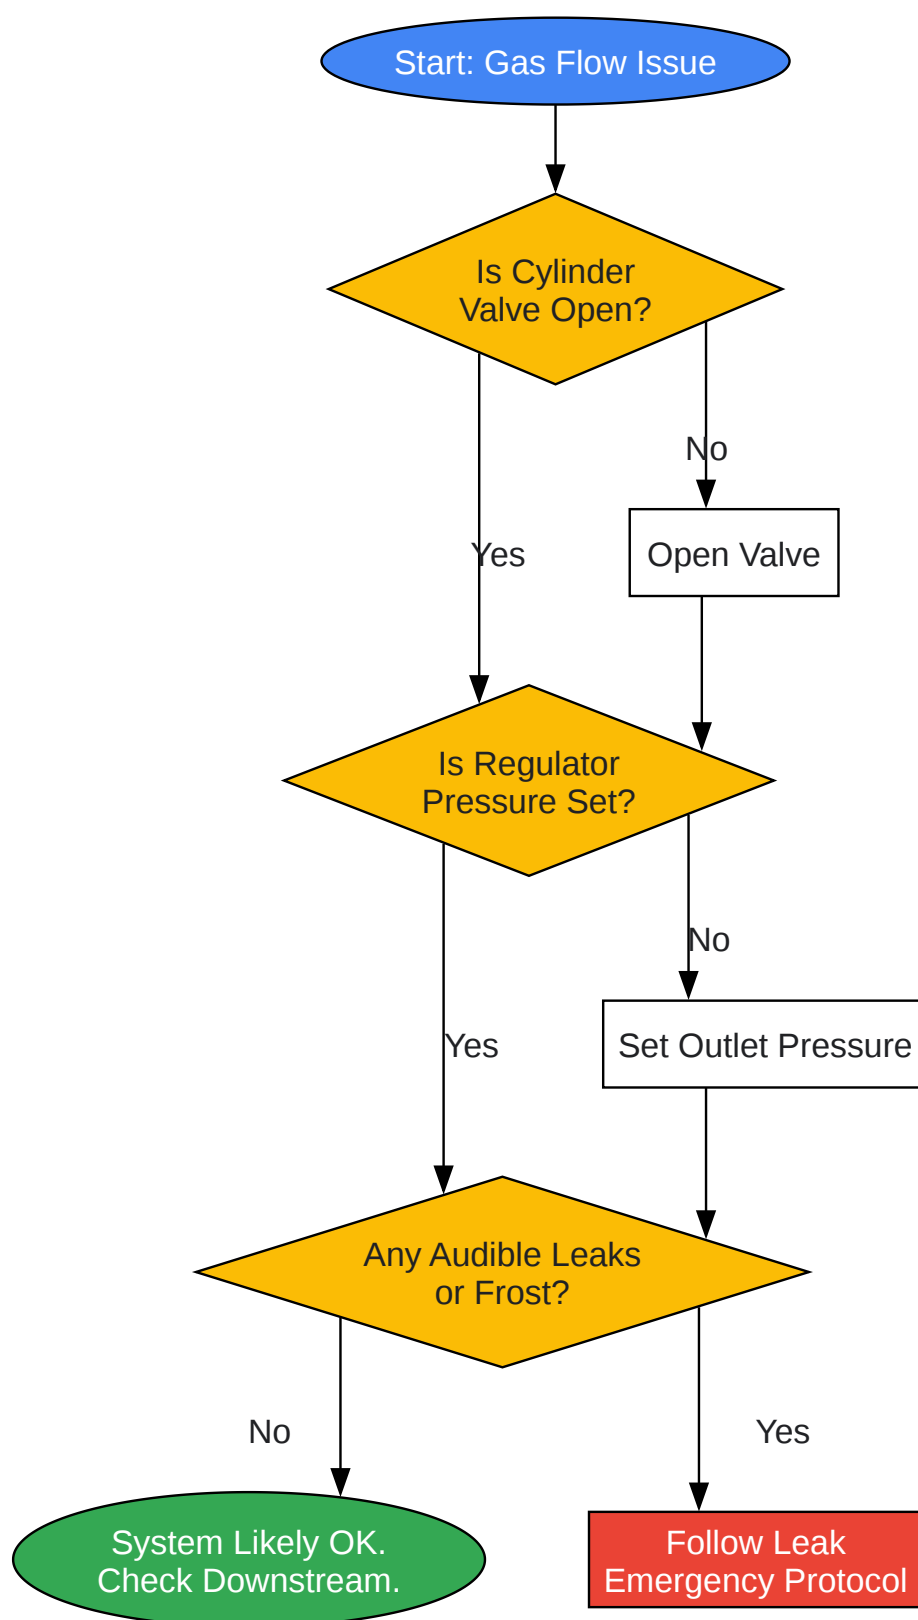 Start: Gas Flow Issue
Is Cylinder
Valve Open?
No
Yes
Open Valve
Is Regulator
Pressure Set?
No
Yes
Set Outlet Pressure
Any Audible Leaks
or Frost?
No
Yes
System Likely OK.
Check Downstream.
Follow Leak
Emergency Protocol